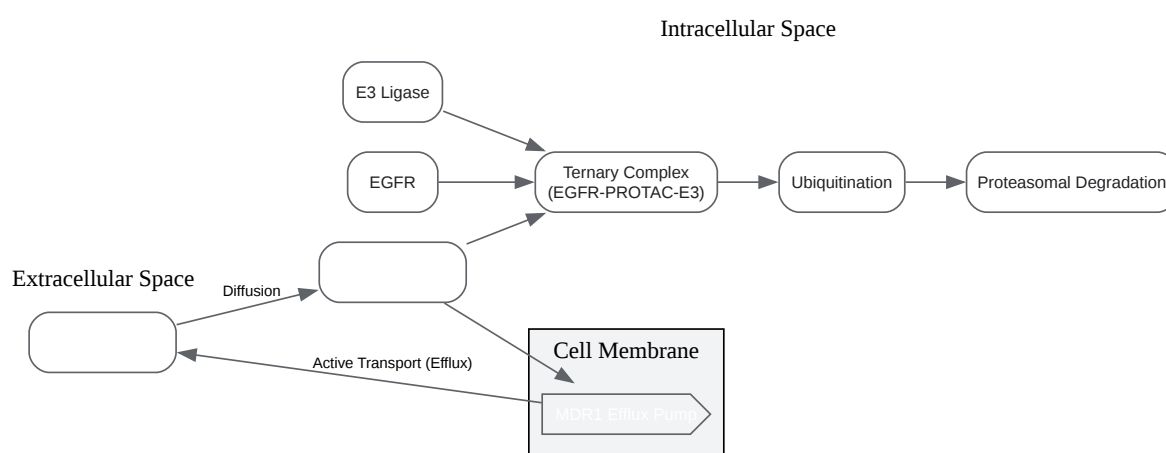 Intracellular Space
E3 Ligase
EGFR
Ternary Complex
(EGFR-PROTAC-E3)
Ubiquitination
Proteasomal Degradation
Extracellular Space
Diffusion
Active Transport (Efflux)
Cell Membrane
MDR1 Efflux Pump